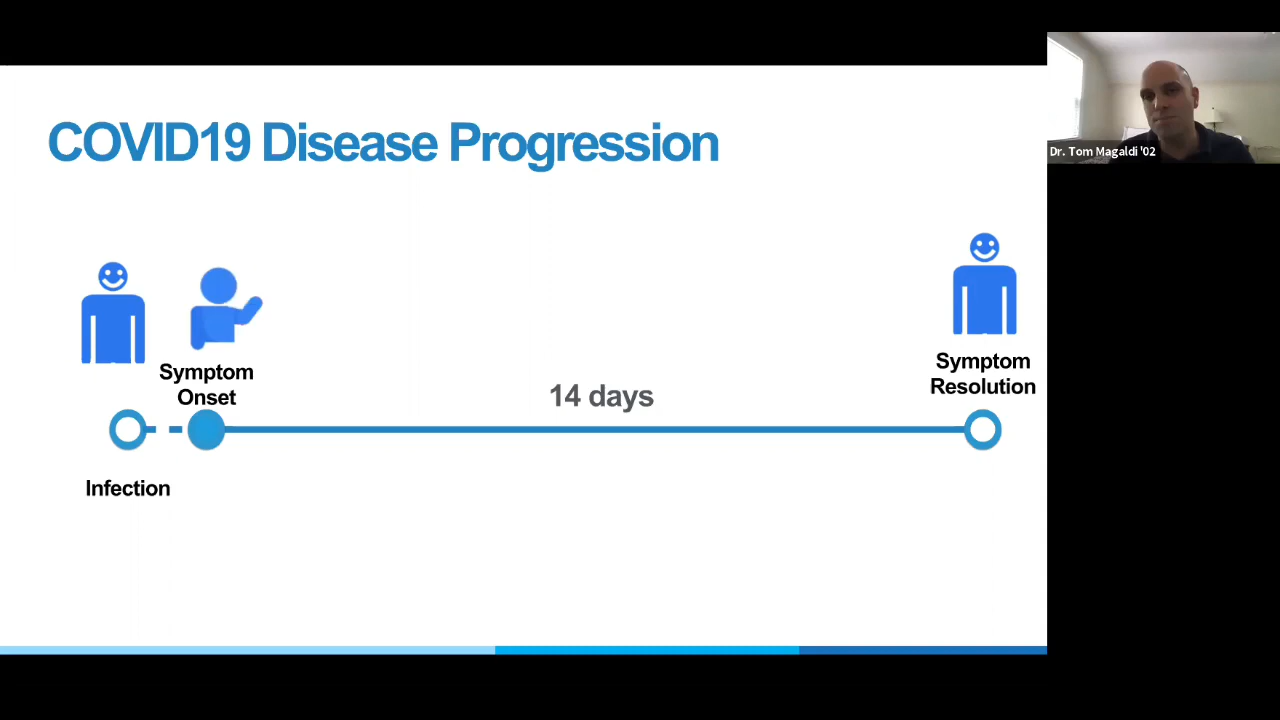 COVID19 Disease Progression
Dr. Tom Magaldi '02
Symptom
Onset
14 days
Symptom
Resolution
Infection